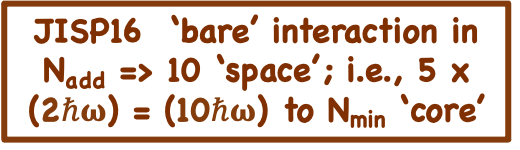 JISP16 ‘bare’ interaction in
Nadd => 10 ‘space’; i.e., 5 x
(2ℏω) = (10ℏω) to Nmin ‘core’